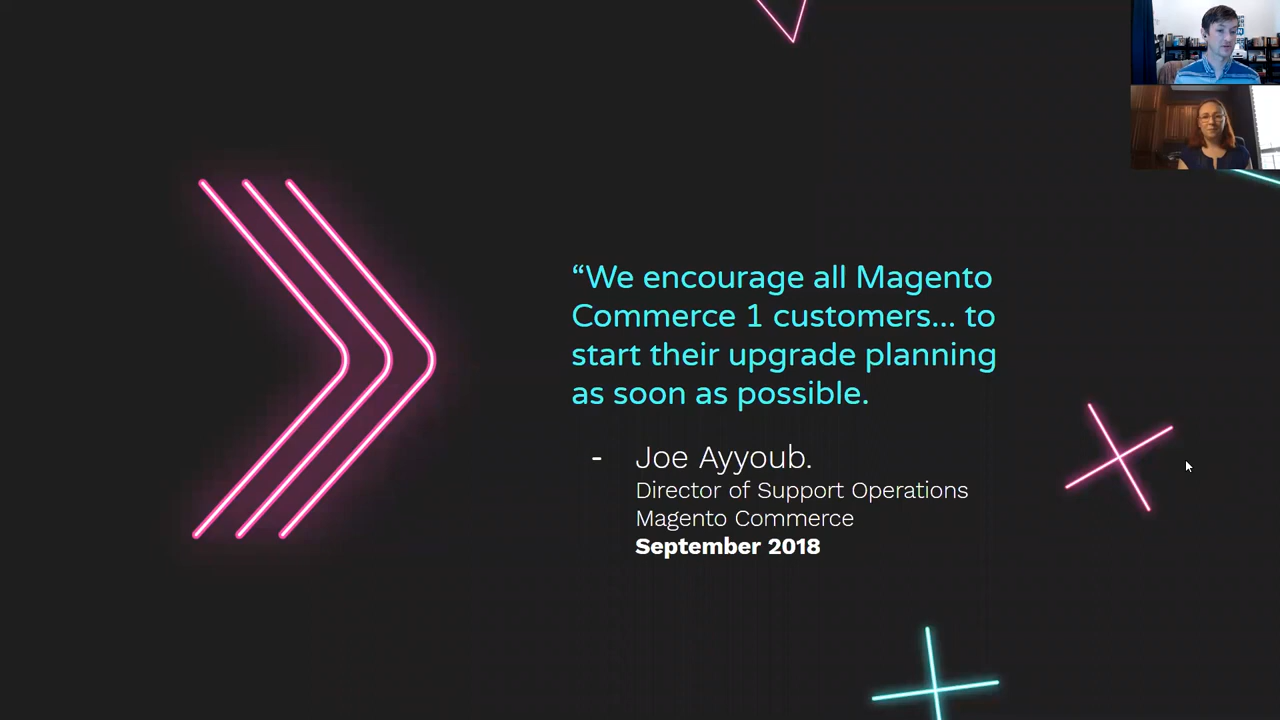 “We encourage all Magento
Commerce 1 customers... to
start their upgrade planning
as soon as possible.
- Joe Ayyoub.
Director of Support Operations
Magento Commerce
September 2018